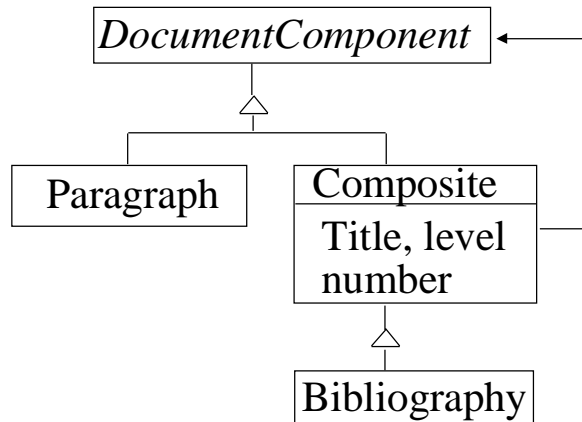 DocumentComponent
Paragraph
Composite
Title, level
number
Bibliography